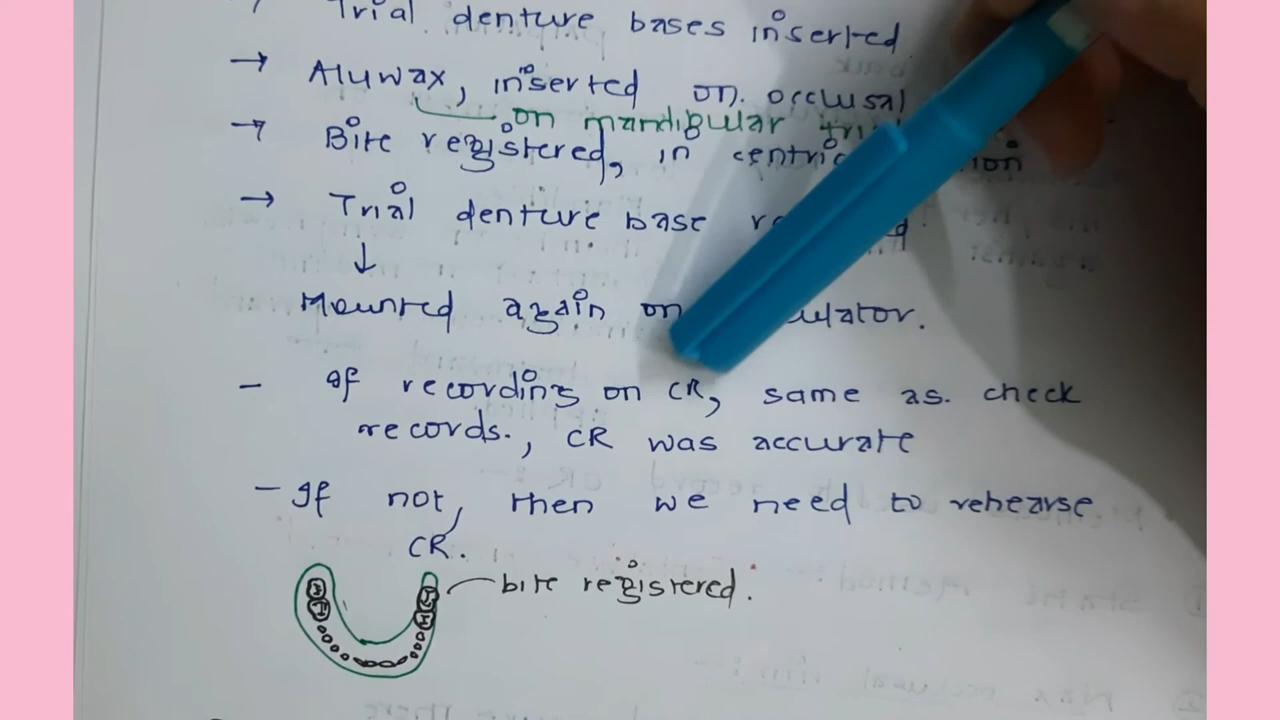 Trial denture bases inserted
→ Aluwax, inserted on occlusal
on mandibular
→ Bite registered, in
→ Trial denture base
↓
Mounted again on
- If recording on CR, same as check
records., CR was accurate
- If not, then we need to rehearse
CR.
bite registered.